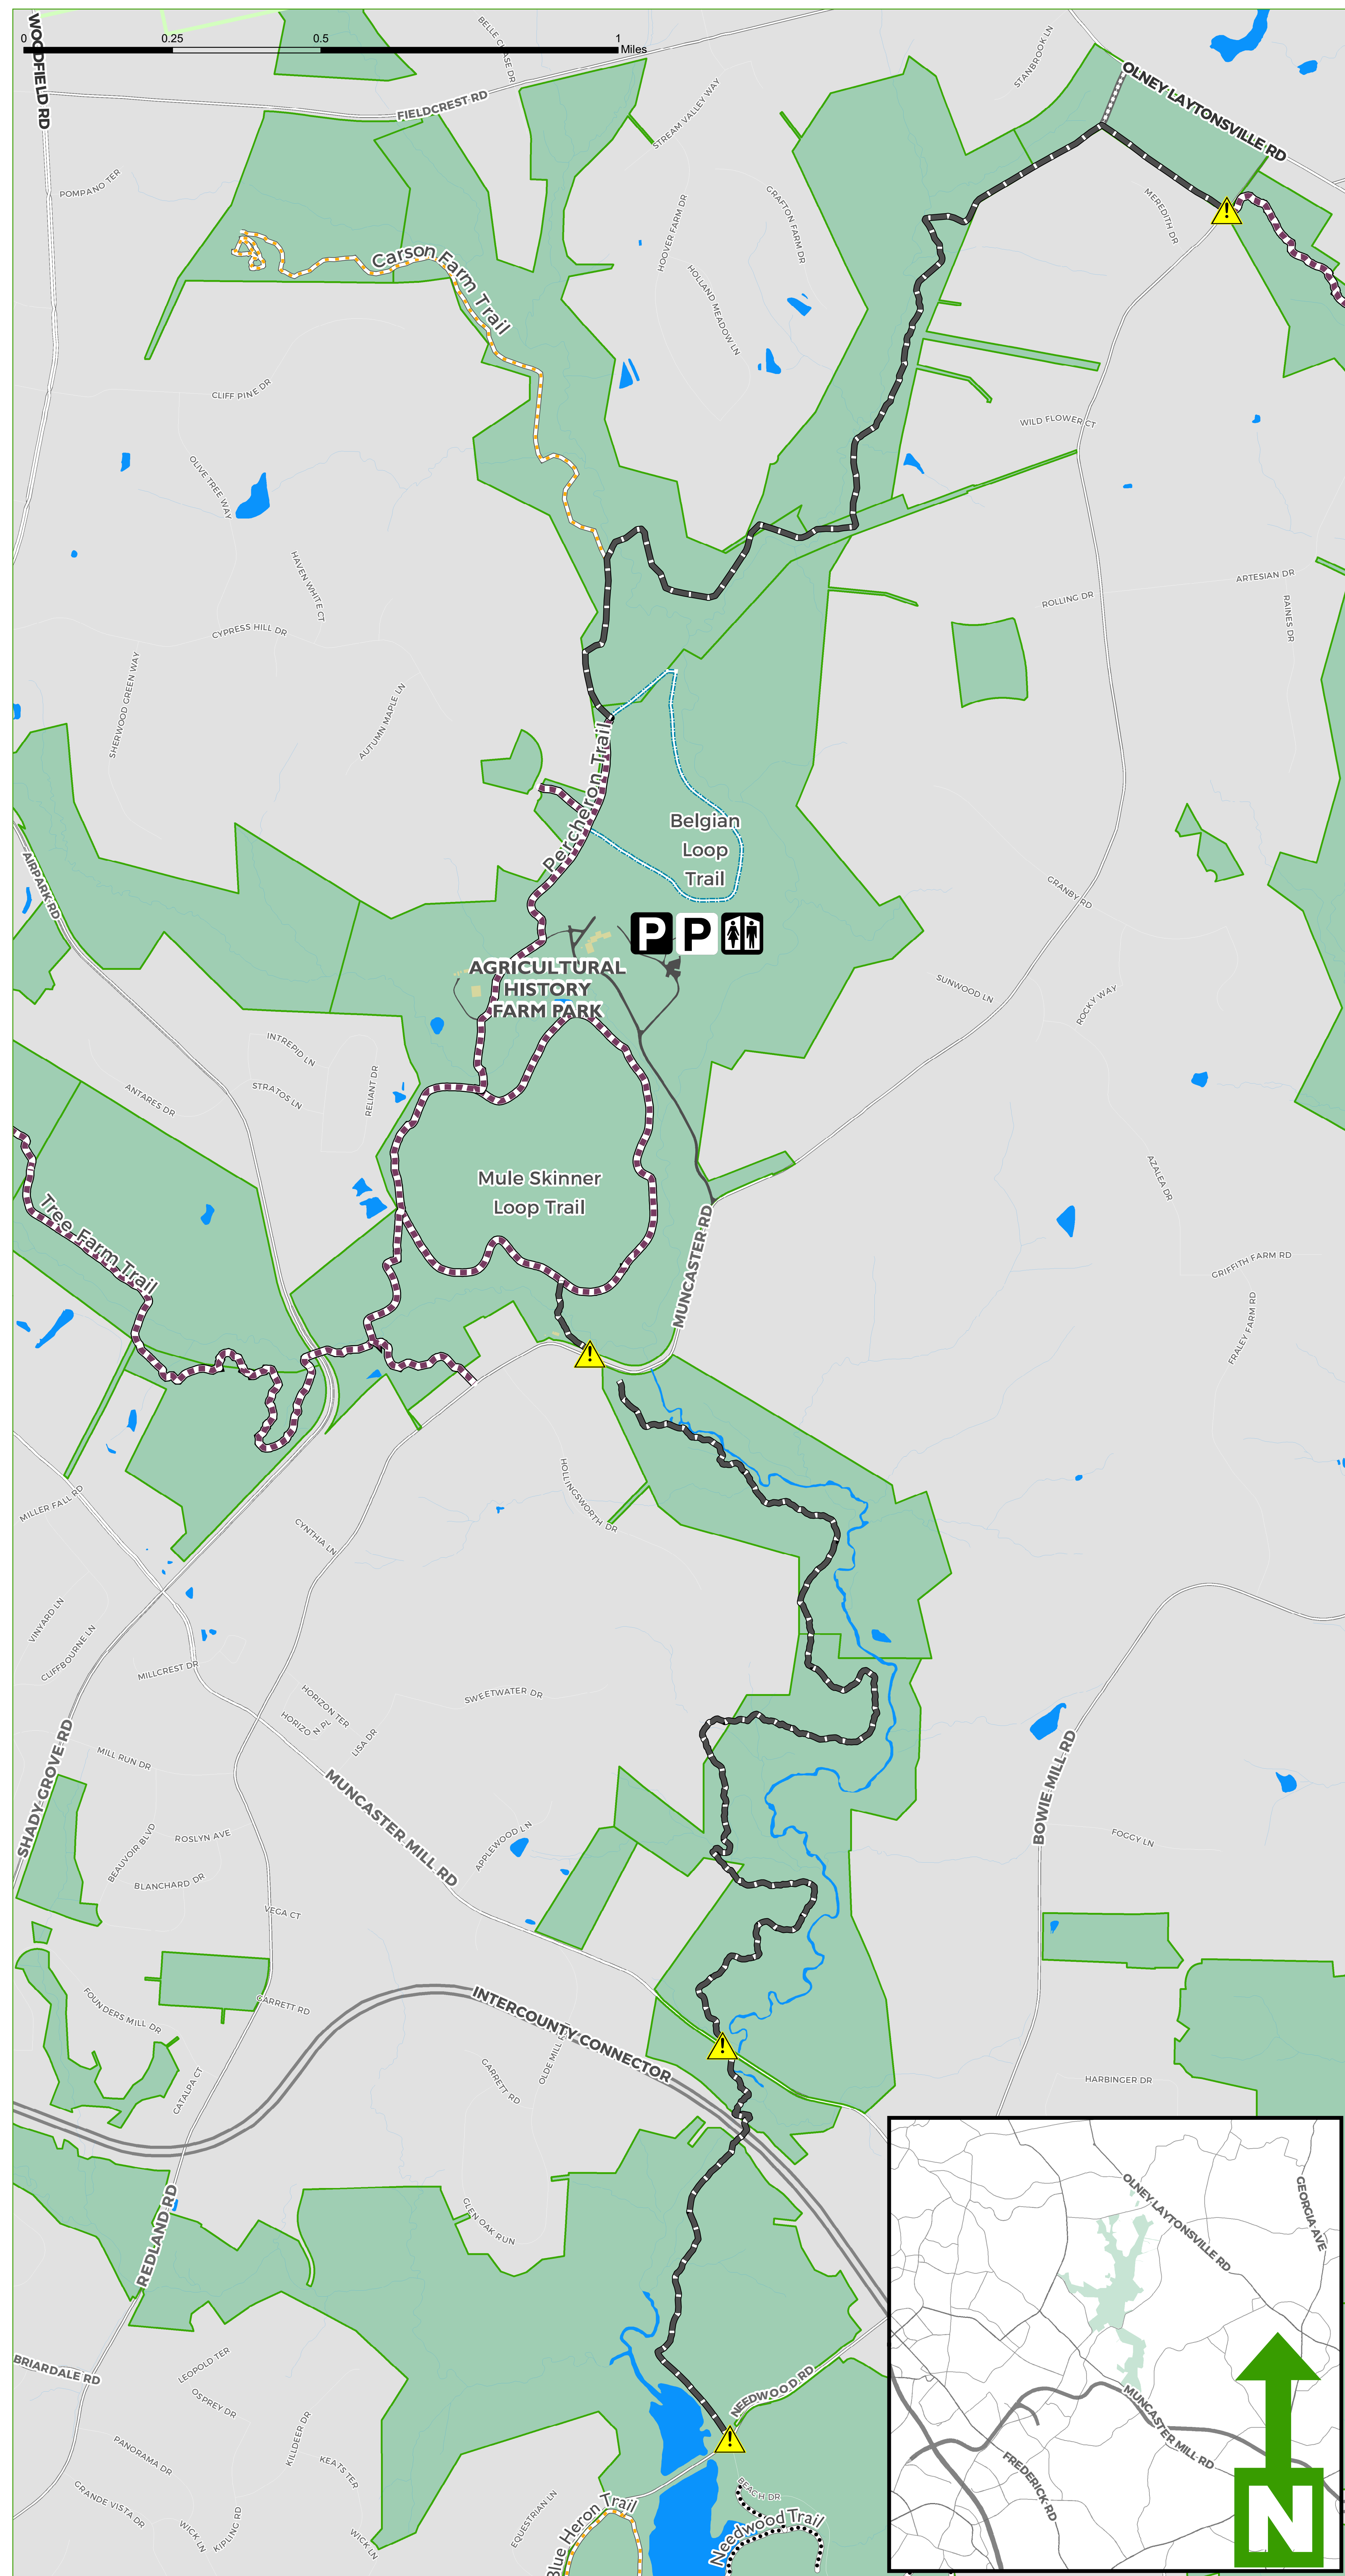 0 0.25 0.5 1
Miles
WOODFIELD RD
BELLE CHASE DR
FIELDCREST RD
STREAM VALLEY WAY
STANBROOK LN
OLNEY LAYTONSVILLE RD
POMPANO TER
HOOVER FARM DR
GRAFTON FARM DR
MEREDITH DR
!
Carson Farm Trail
HOLLAND MEADOW LN
CLIFF PINE DR
WILD FLOWER CT
OLIVE TREE WAY
HAVEN WHITE CT
ARTESIAN DR
ROLLING DR
RAINES DR
CYPRESS HILL DR
SHERWOOD GREEN WAY
AUTUMN MAPLE LN
Percheron Trail
Belgian
Loop
Trail
AIRPARK RD
GRANBY RD
P P
AGRICULTURAL
HISTORY
FARM PARK
SUNWOOD LN
ROCKY WAY
INTREPID LN
STRATOS LN
RELIANT DR
ANTARES DR
Mule Skinner
Loop Trail
AZALEA DR
Tree Farm Trail
MUNCASTER RD
GRIFFITH FARM RD
FRALEY FARM RD
!
HOLLINGSWORTH DR
MILLER FALL RD
CYNTHIA LN
VINYARD LN
CLIFFBOURNE LN
MILLCREST DR
HORIZON TER
HORIZO N PL
SWEETWATER DR
LISA DR
SHADY GROVE RD
MILL RUN DR
MUNCASTER MILL RD
BOWIE MILL RD
BEAUVOIR BLVD
ROSLYN AVE
APPLEWOOD LN
FOGGY LN
BLANCHARD DR
VEGA CT
FOUNDERS MILL DR
GARRETT RD
INTERCOUNTY CONNECTOR
!
OLDE MILL
GARRETT RD
CATALPA CT
HARBINGER DR
REDLAND RD
GLEN OAK RUN
OLNEY LAYTONSVILLE RD
GEORGIA AVE
BRIARDALE RD
LEOPOLD TER
OSPREY DR
NEEDWOOD RD
MUNCASTER MILL RD
KILLDEER DR
PANORAMA DR
KEATS TER
!
FREDERICK RD
GRANDE VISTA DR
WICK LN
KIPLING RD
WICK LN
EQUESTRIAN LN
Blue Heron Trail
BEACH DR
Needwood Trail
N